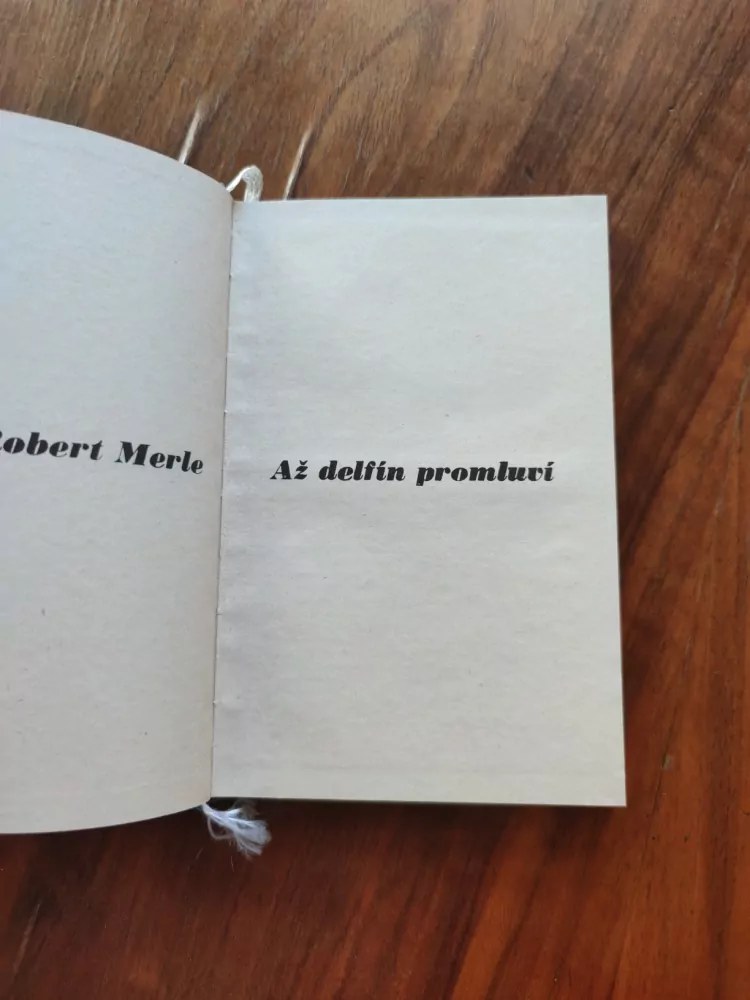 Robert Merle
Až delfín promluví